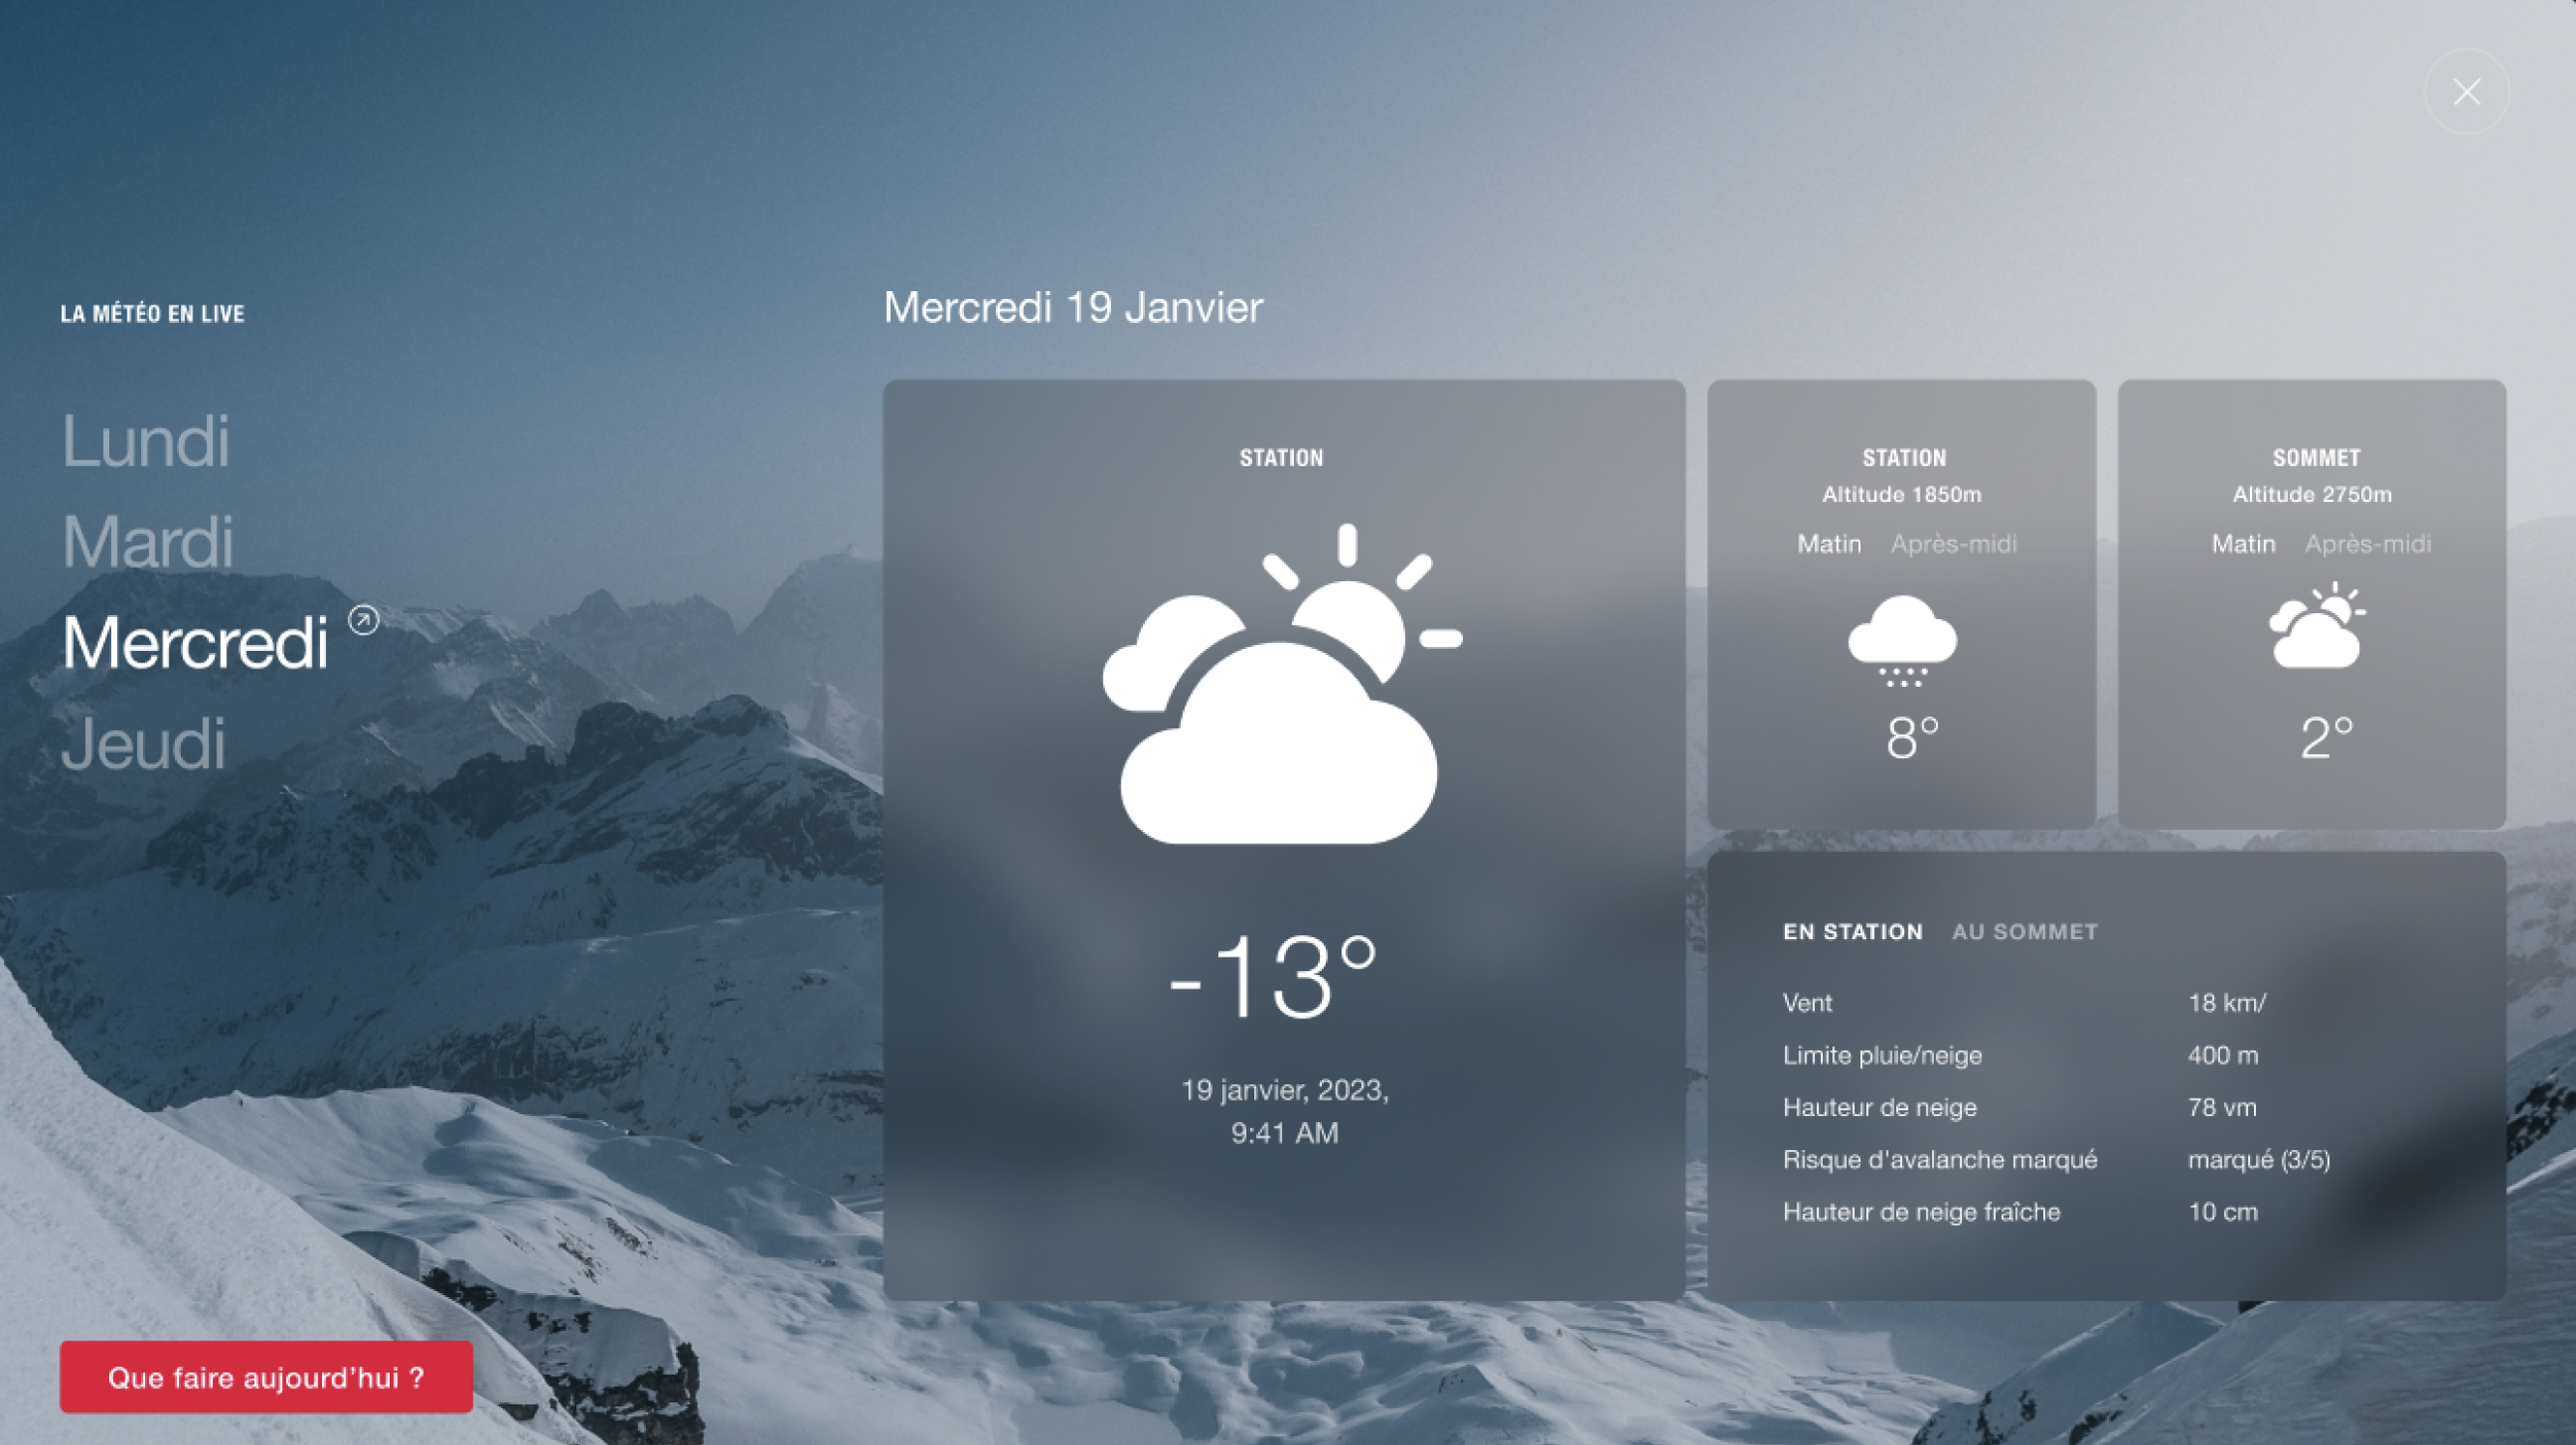 LA MÉTÉO EN LIVE
Lundi
Mardi
Mercredi
Jeudi
Que faire aujourd’hui ?
Mercredi 19 Janvier
STATION
-13°
19 janvier, 2023,
9:41 AM
STATION
Altitude 1850m
Matin Après-midi
8°
SOMMET
Altitude 2750m
Matin Après-midi
2°
EN STATION AU SOMMET
Vent 18 km/
Limite pluie/neige 400 m
Hauteur de neige 78 vm
Risque d'avalanche marqué marqué (3/5)
Hauteur de neige fraîche 10 cm